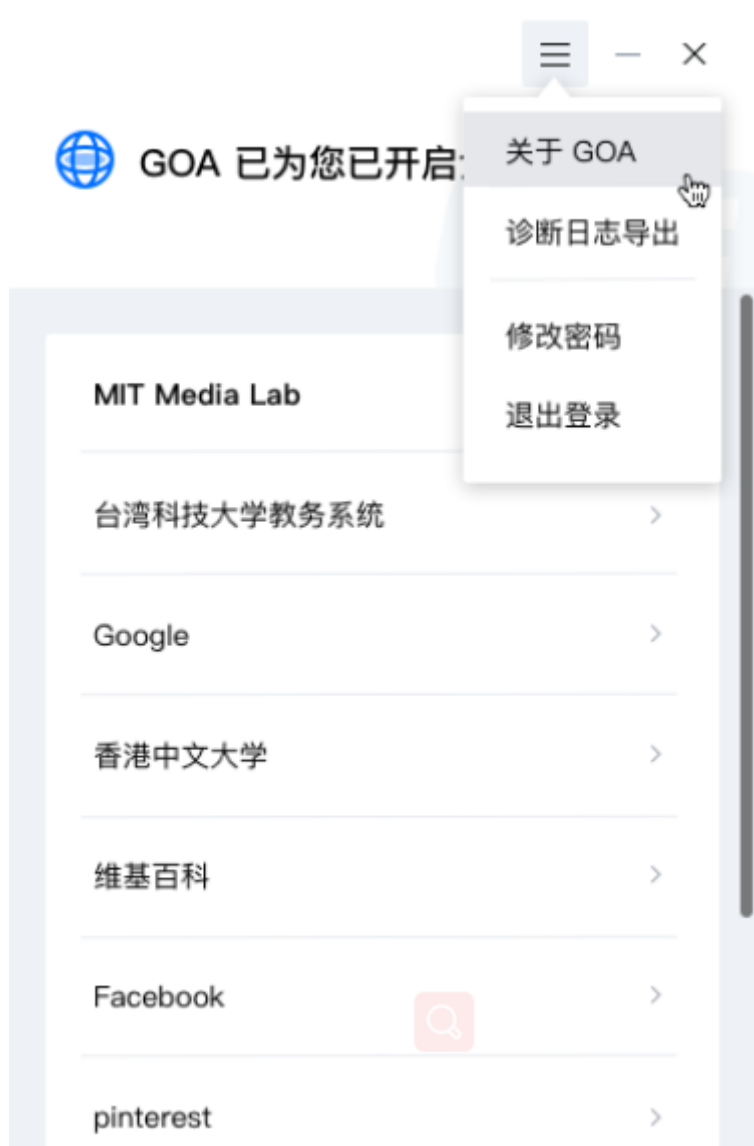 GOA 已为您已开启
关于 GOA
诊断日志导出
修改密码
退出登录
MIT Media Lab
台湾科技大学教务系统
Google
香港中文大学
维基百科
Facebook
pinterest